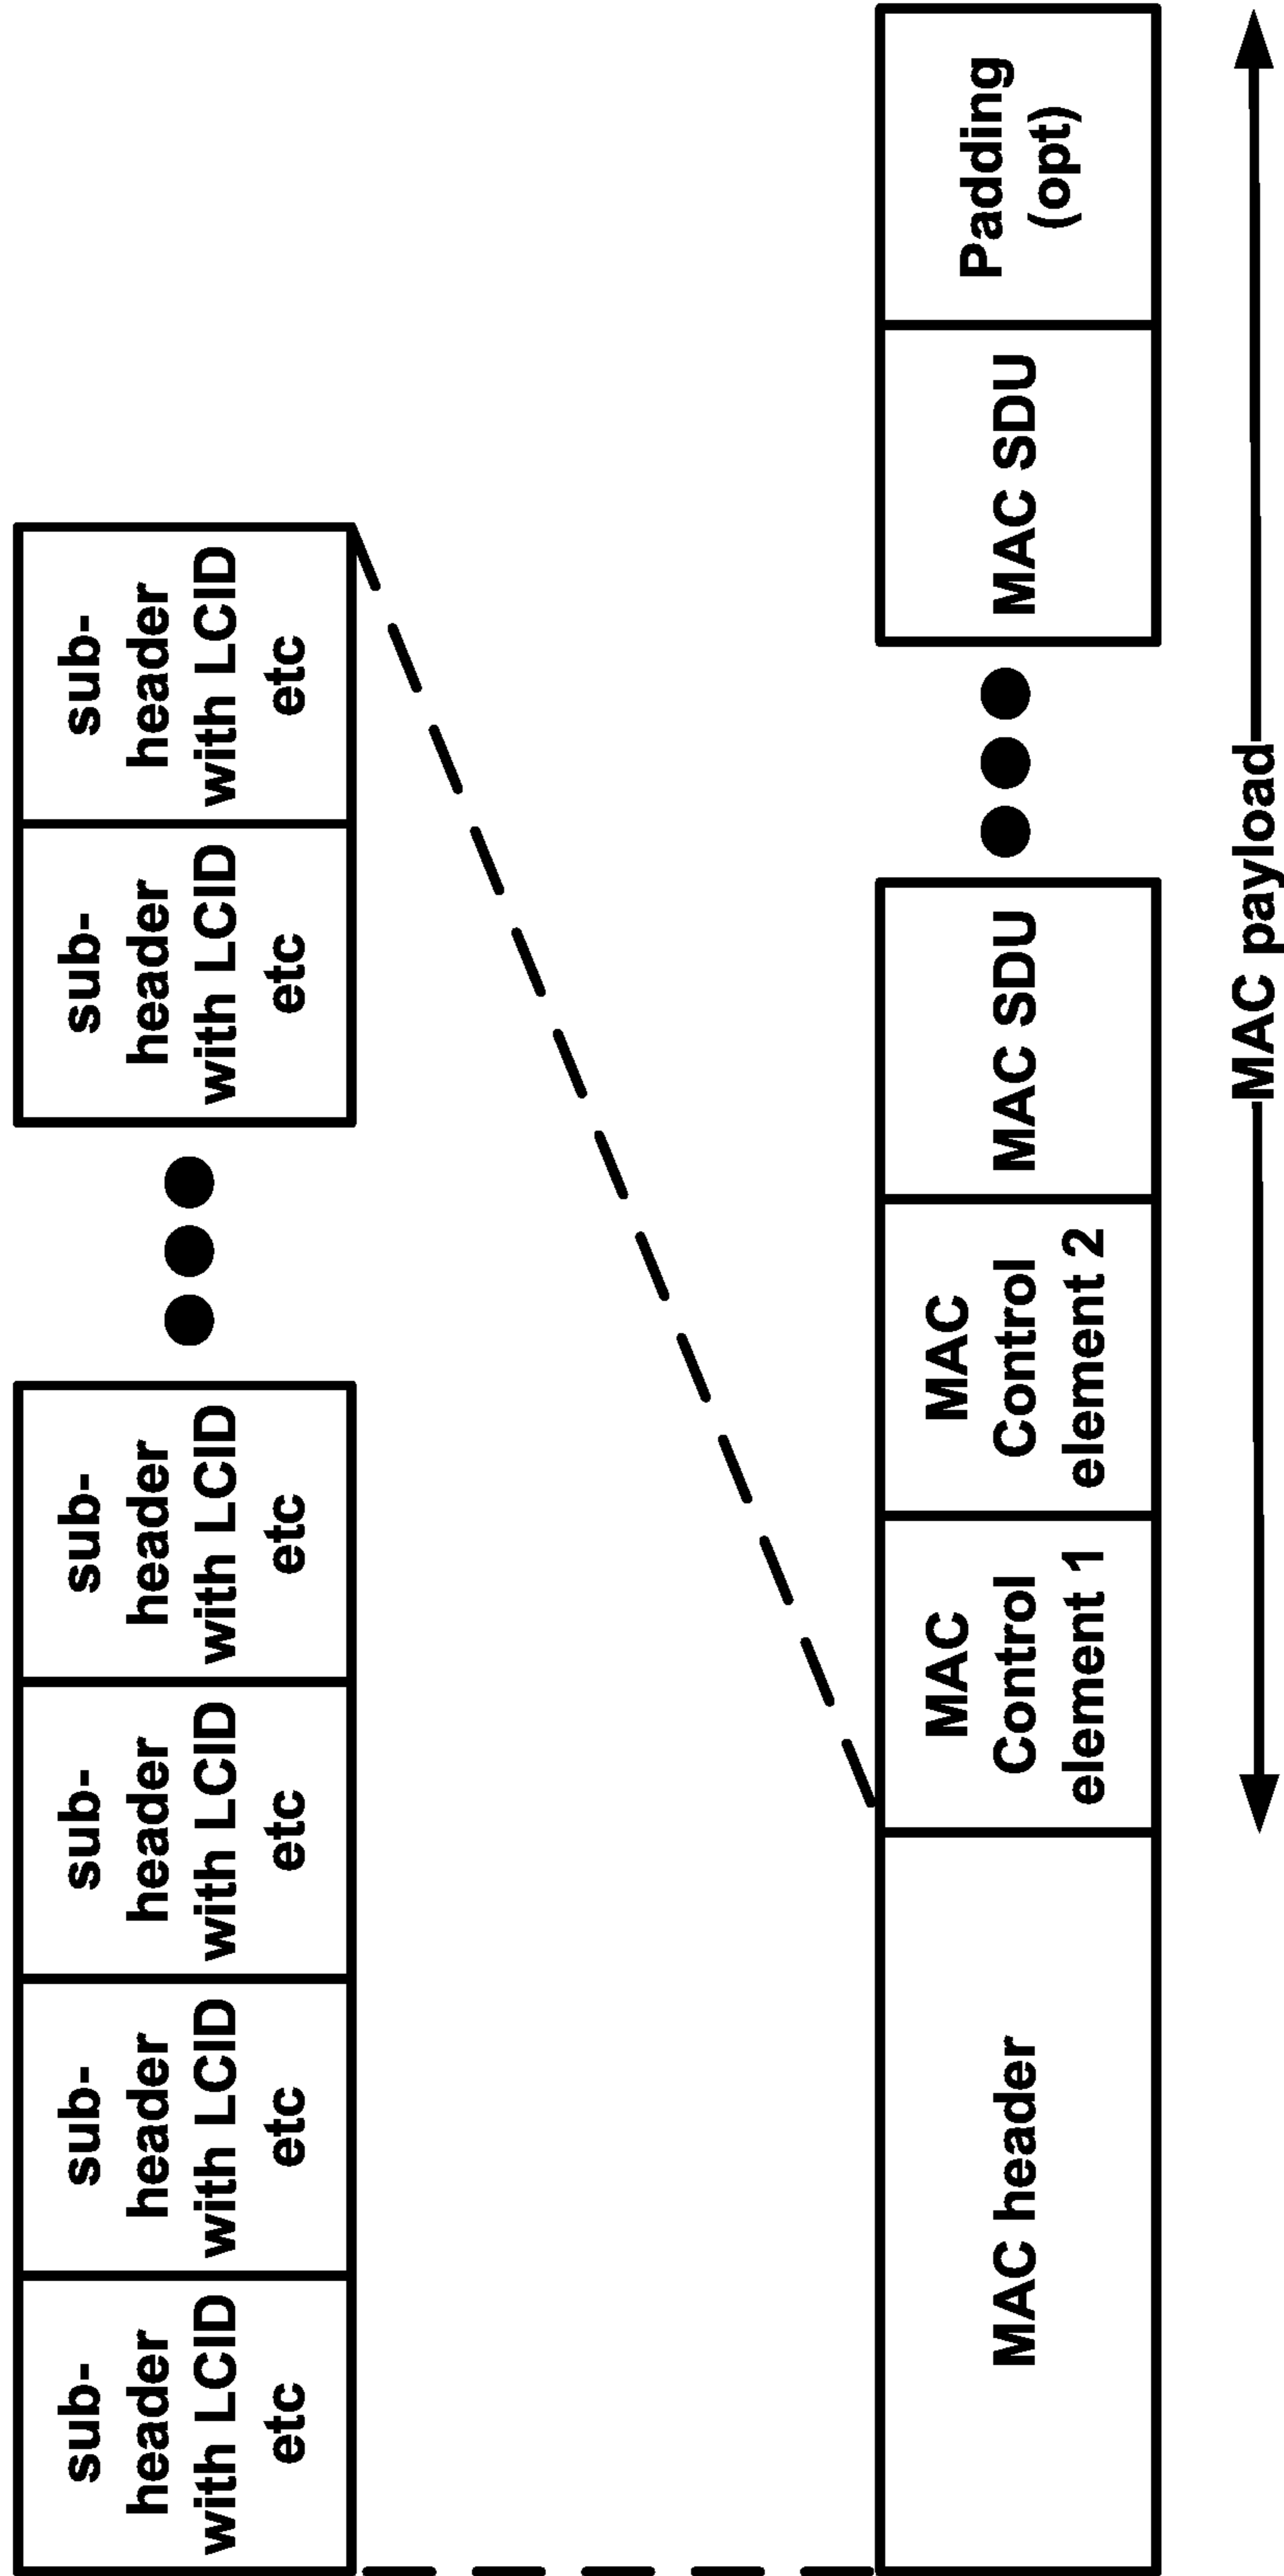 sub-
header
with LCID
etc
sub-
header
with LCID
etc
sub-
header
with LCID
etc
sub-
header
with LCID
etc
sub-
header
with LCID
etc
sub-
header
with LCID
etc
MAC header
MAC
Control
element 1
MAC
Control
element 2
MAC SDU
MAC SDU
Padding
(opt)
MAC payload